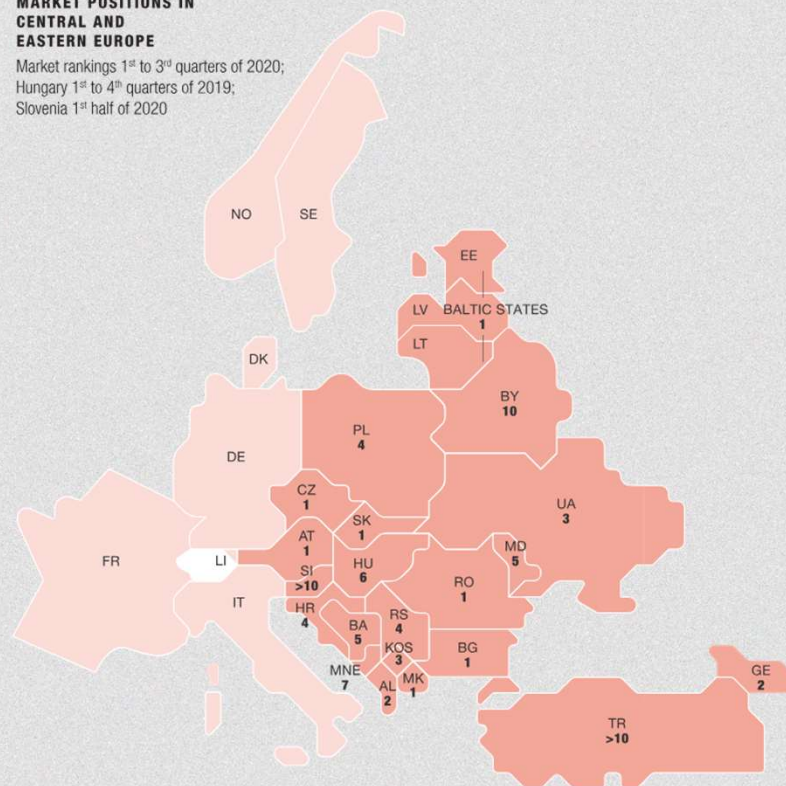 MARKET POSITIONS IN
CENTRAL AND
EASTERN EUROPE
Market rankings 1st to 3rd quarters of 2020;
Hungary 1st to 4th quarters of 2019;
Slovenia 1st half of 2020
NO
SE
EE
LV
BALTIC STATES
1
LT
DK
BY
10
PL
4
DE
CZ
1
UA
3
SK
1
AT
1
MD
5
FR
LI
HU
6
SI
>10
RO
1
IT
HR
4
RS
4
BA
5
KOS
3
BG
1
MNE
7
AL
2
MK
1
GE
2
TR
>10